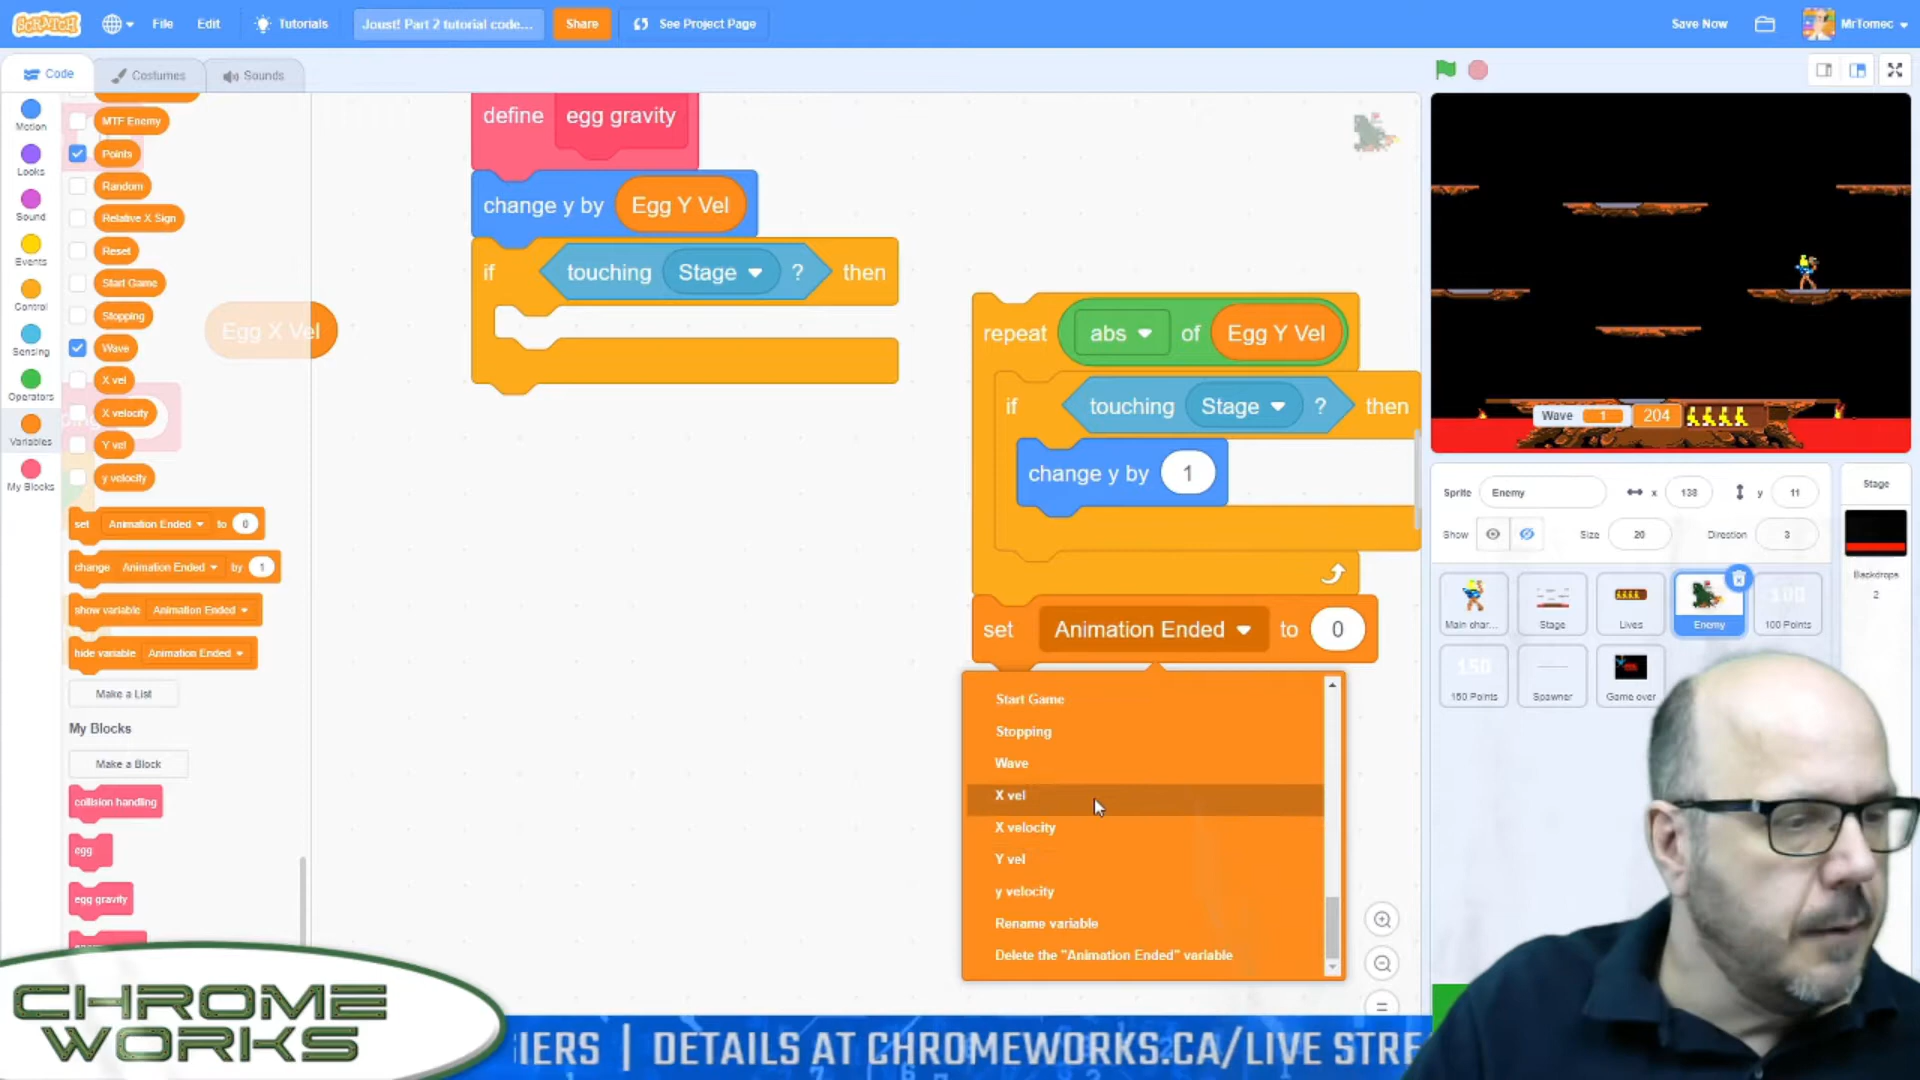 SCRATCH
File
Edit
Tutorials
Joust! Part 2 tutorial code...
Share
See Project Page
Save Now
MrTomec
Code
Costumes
Sounds
Motion
Looks
Sound
Events
Control
Sensing
Operators
Variables
My Blocks
MTF Enemy
Points
Random
Relative X Sign
Reset
Start Game
Stopping
Wave
X vel
X velocity
Y vel
y velocity
set Animation Ended to 0
change Animation Ended by 1
show variable Animation Ended
hide variable Animation Ended
Make a List
My Blocks
Make a Block
collision handling
egg
egg gravity
Egg X Vel
define egg gravity
change y by Egg Y Vel
if touching Stage ? then
repeat abs of Egg Y Vel
if touching Stage ? then
change y by 1
set Animation Ended to 0
Start Game
Stopping
Wave
X vel
X velocity
Y vel
y velocity
Rename variable
Delete the "Animation Ended" variable
Wave 1 204
Sprite Enemy x 138 y 11
Show Size 20 Direction 3
Stage
Backdrops
2
Main char...
Stage
Lives
Enemy
100
100 Points
150
150 Points
Spawner
Game over
CHROME
WORKS
IERS | DETAILS AT CHROMEWORKS.CA/LIVE STRE